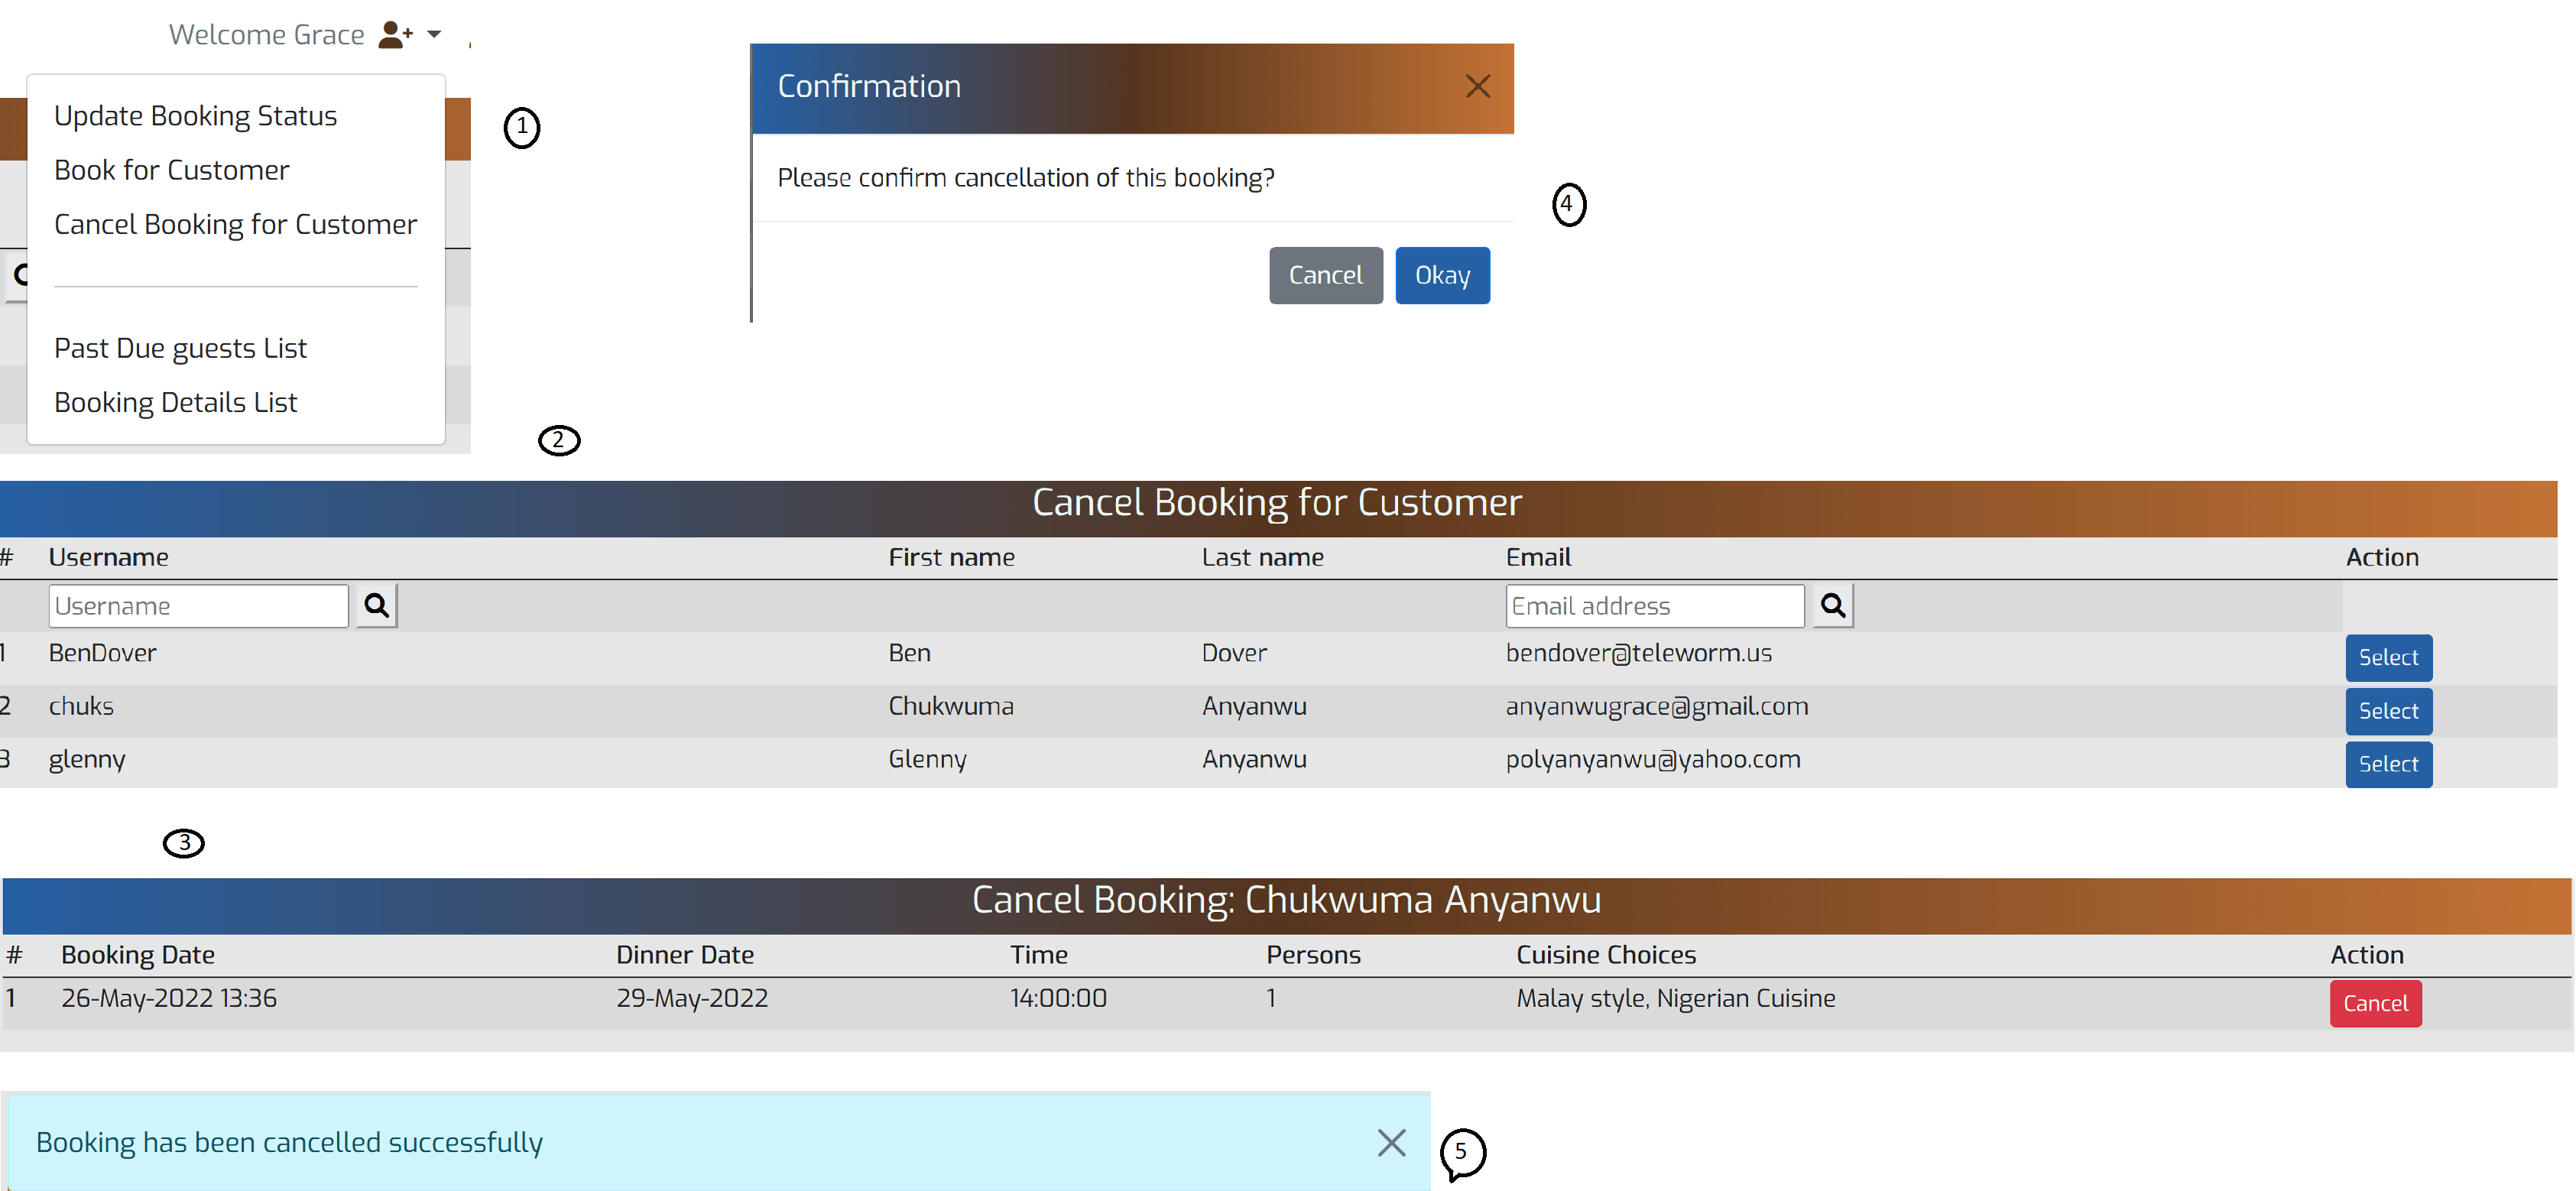 Welcome Grace
Update Booking Status
Book for Customer
Cancel Booking for Customer
Past Due guests List
Booking Details List
1
Confirmation
Please confirm cancellation of this booking?
Cancel Okay
4
2
Cancel Booking for Customer
# Username First name Last name Email Action
Username Email address
1 BenDover Ben Dover bendover@teleworm.us Select
2 chuks Chukwuma Anyanwu anyanwugrace@gmail.com Select
3 glenny Glenny Anyanwu polyanyanwu@yahoo.com Select
3
Cancel Booking: Chukwuma Anyanwu
# Booking Date Dinner Date Time Persons Cuisine Choices Action
1 26-May-2022 13:36 29-May-2022 14:00:00 1 Malay style, Nigerian Cuisine Cancel
Booking has been cancelled successfully
5